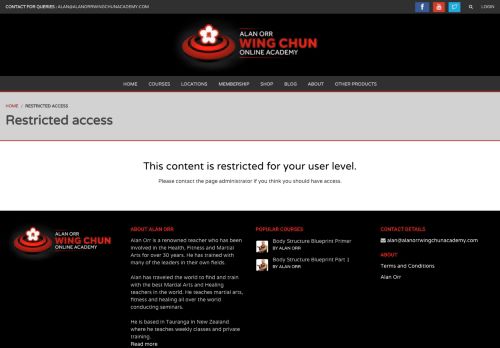 CONTACT FOR QUERIES : ALAN@ALANORRWINGCHUNACADEMY.COM
LOGIN
ALAN ORR
WING CHUN
ONLINE ACADEMY
HOME COURSES LOCATIONS MEMBERSHIP SHOP BLOG ABOUT OTHER PRODUCTS
HOME / RESTRICTED ACCESS
Restricted access
This content is restricted for your user level.
Please contact the page administrator if you think you should have access.
ALAN ORR
WING CHUN
ONLINE ACADEMY
ABOUT ALAN ORR
Alan Orr is a renowned teacher who has been
involved in the Health, Fitness and Martial
Arts for over 30 years. He has trained with
many of the leaders in their own fields.
Alan has traveled the world to find and train
with the best Martial Arts and Healing
teachers in the world. He teaches martial arts,
fitness and healing all over the world
conducting seminars.
He is based in Tauranga in New Zealand
where he teaches weekly classes and private
training.
Read more
POPULAR COURSES
Body Structure Blueprint Primer
BY ALAN ORR
Body Structure Blueprint Part 1
BY ALAN ORR
CONTACT DETAILS
alan@alanorrwingchunacademy.com
ABOUT
Terms and Conditions
Alan Orr